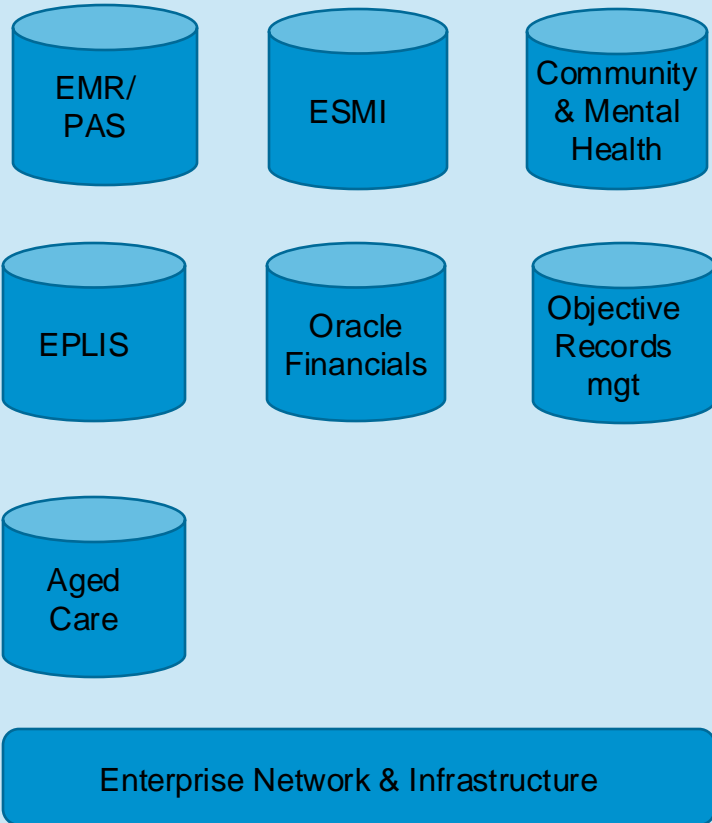 EMR/
PAS
ESMI
Community
& Mental
Health
EPLIS
Oracle
Financials
Objective
Records
mgt
Aged
Care
Enterprise Network & Infrastructure